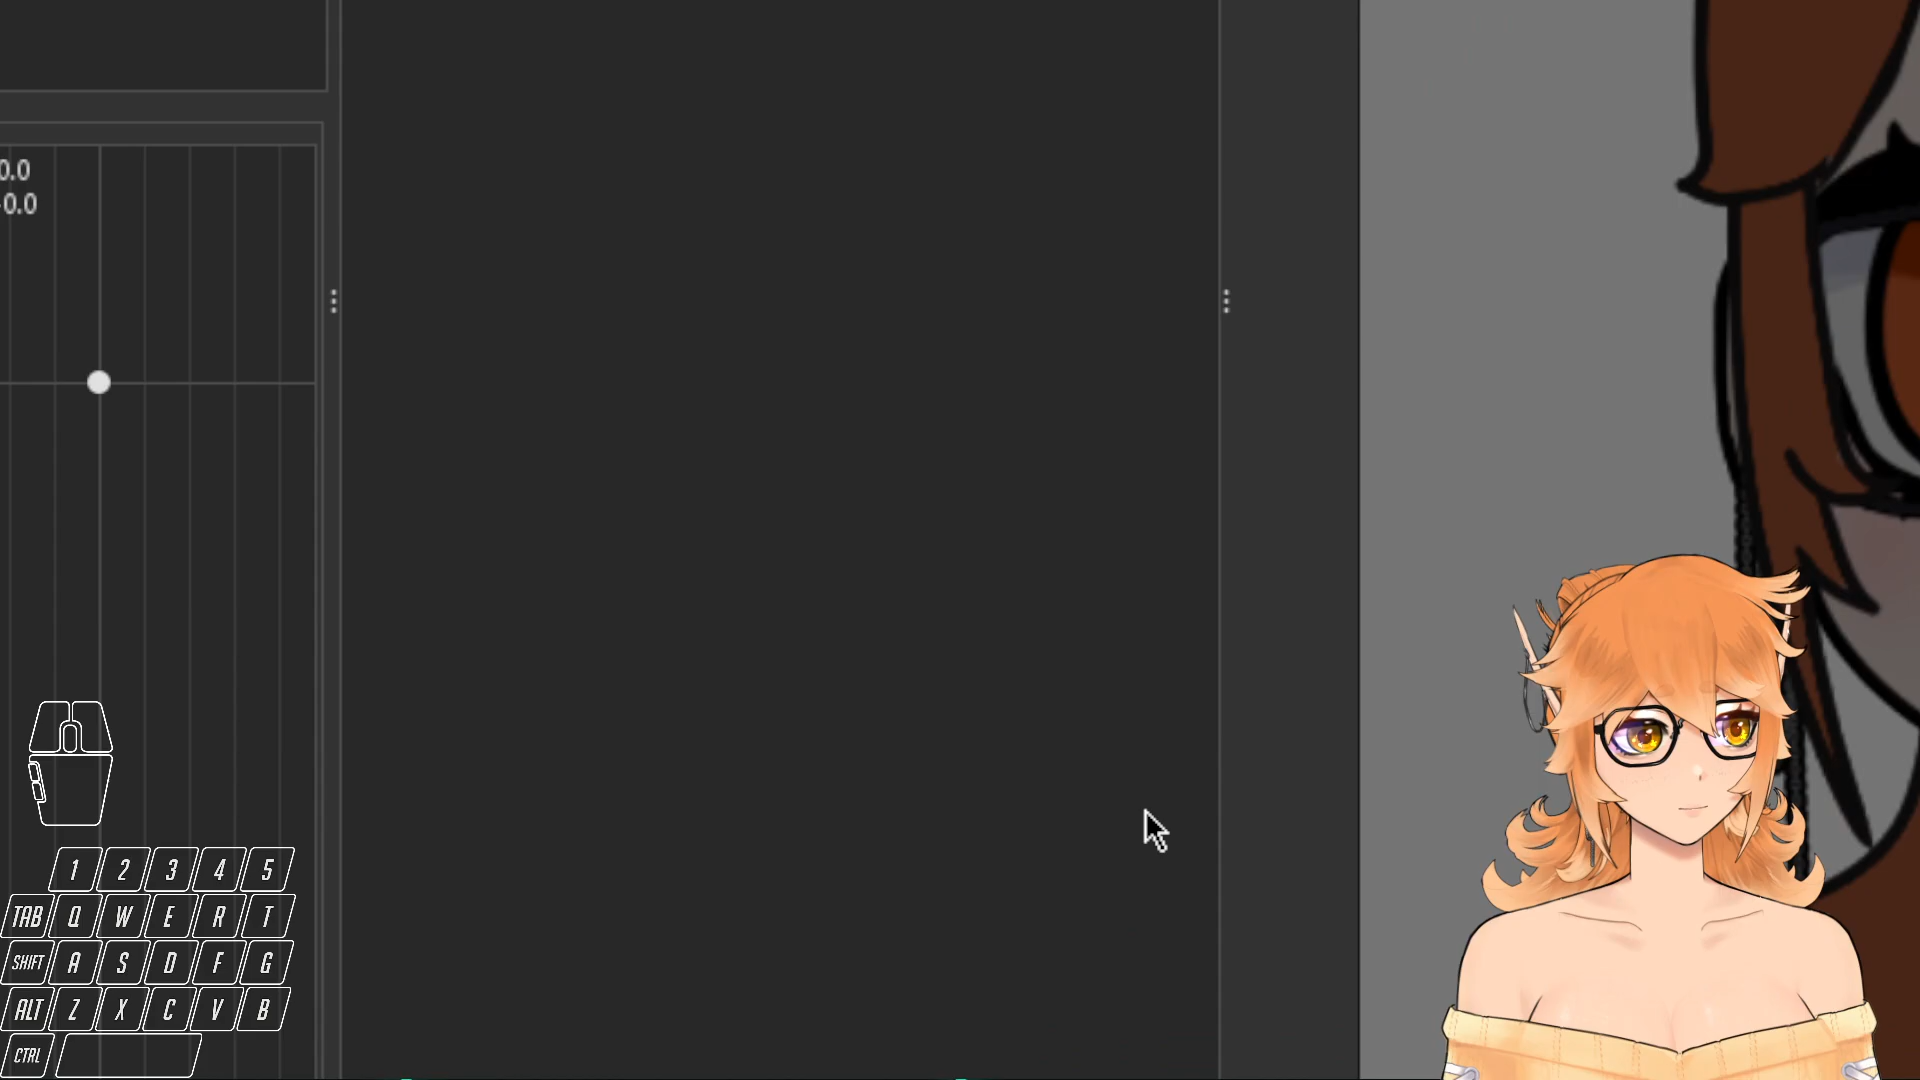 0.0
-0.0
1 2 3 4 5
TAB Q W E R T
SHIFT A S D F G
ALT Z X C V B
CTRL